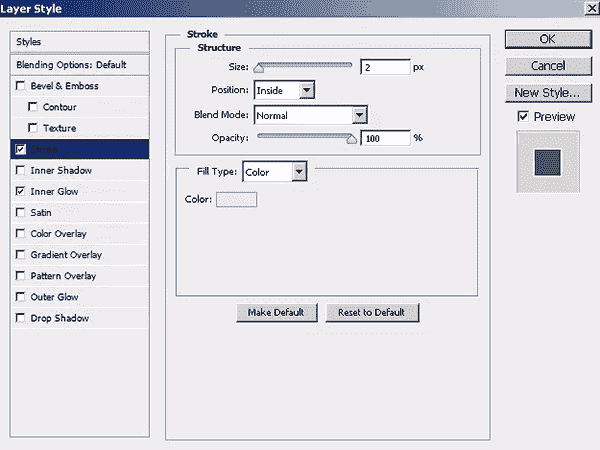 Layer Style
Styles
Blending Options: Default
Bevel & Emboss
Contour
Texture
Stroke
Inner Shadow
Inner Glow
Satin
Color Overlay
Gradient Overlay
Pattern Overlay
Outer Glow
Drop Shadow
Stroke
Structure
Size: 2 px
Position: Inside
Blend Mode: Normal
Opacity: 100 %
Fill Type: Color
Color:
Make Default Reset to Default
OK
Cancel
New Style...
Preview